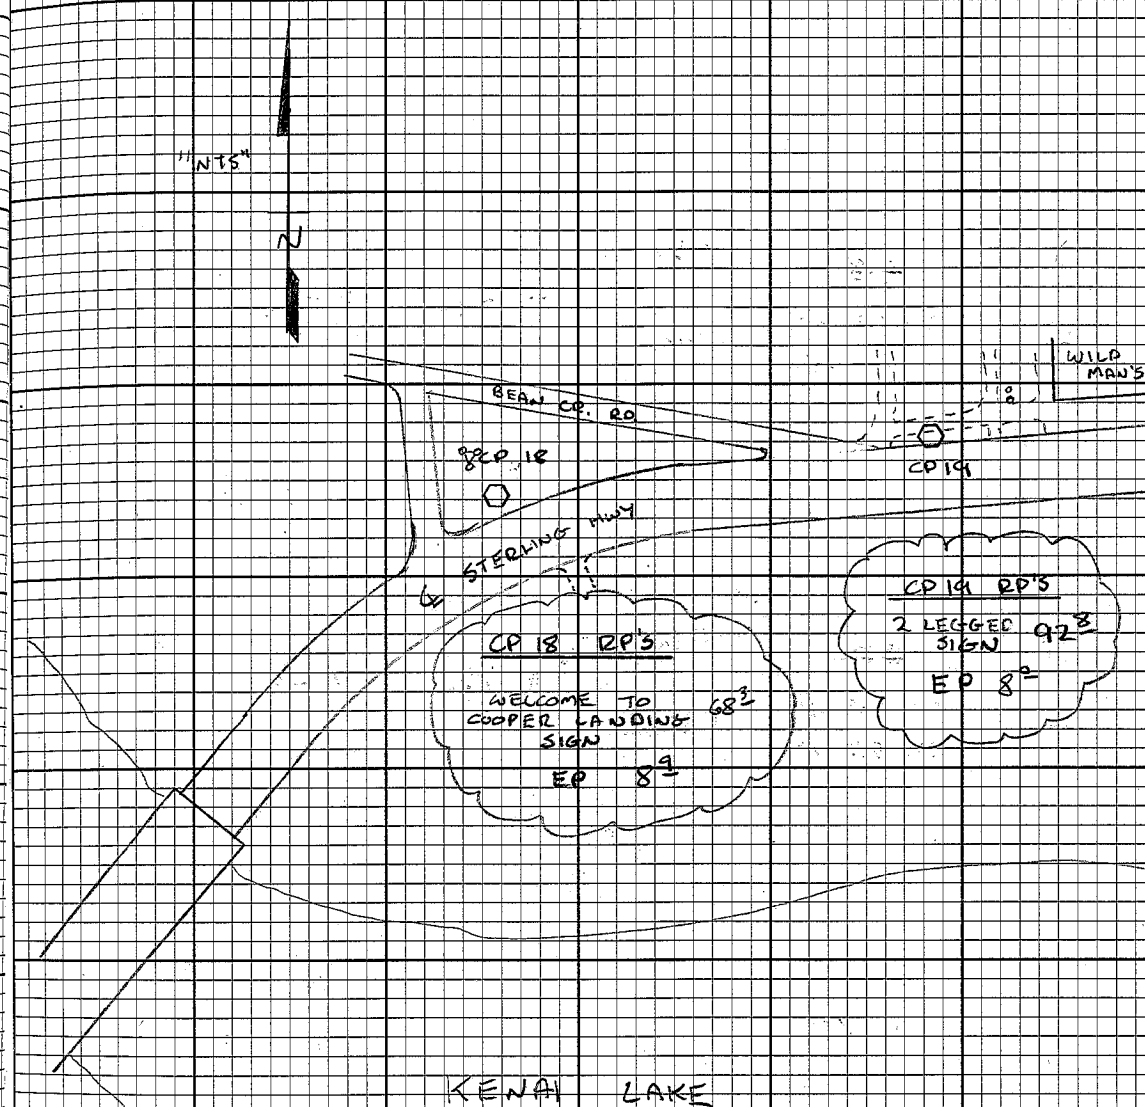 "NTS"
N
WILD
MAN'S
BEAN CR. RD.
CP 18
CP 19
STERLING HWY
CP 18 RP'S
WELCOME TO
COOPER LANDING 68³
SIGN
EP 8⁹
CP 19 RP'S
2 LEGGED 92⁸
SIGN
EP 8⁰
KENAI LAKE